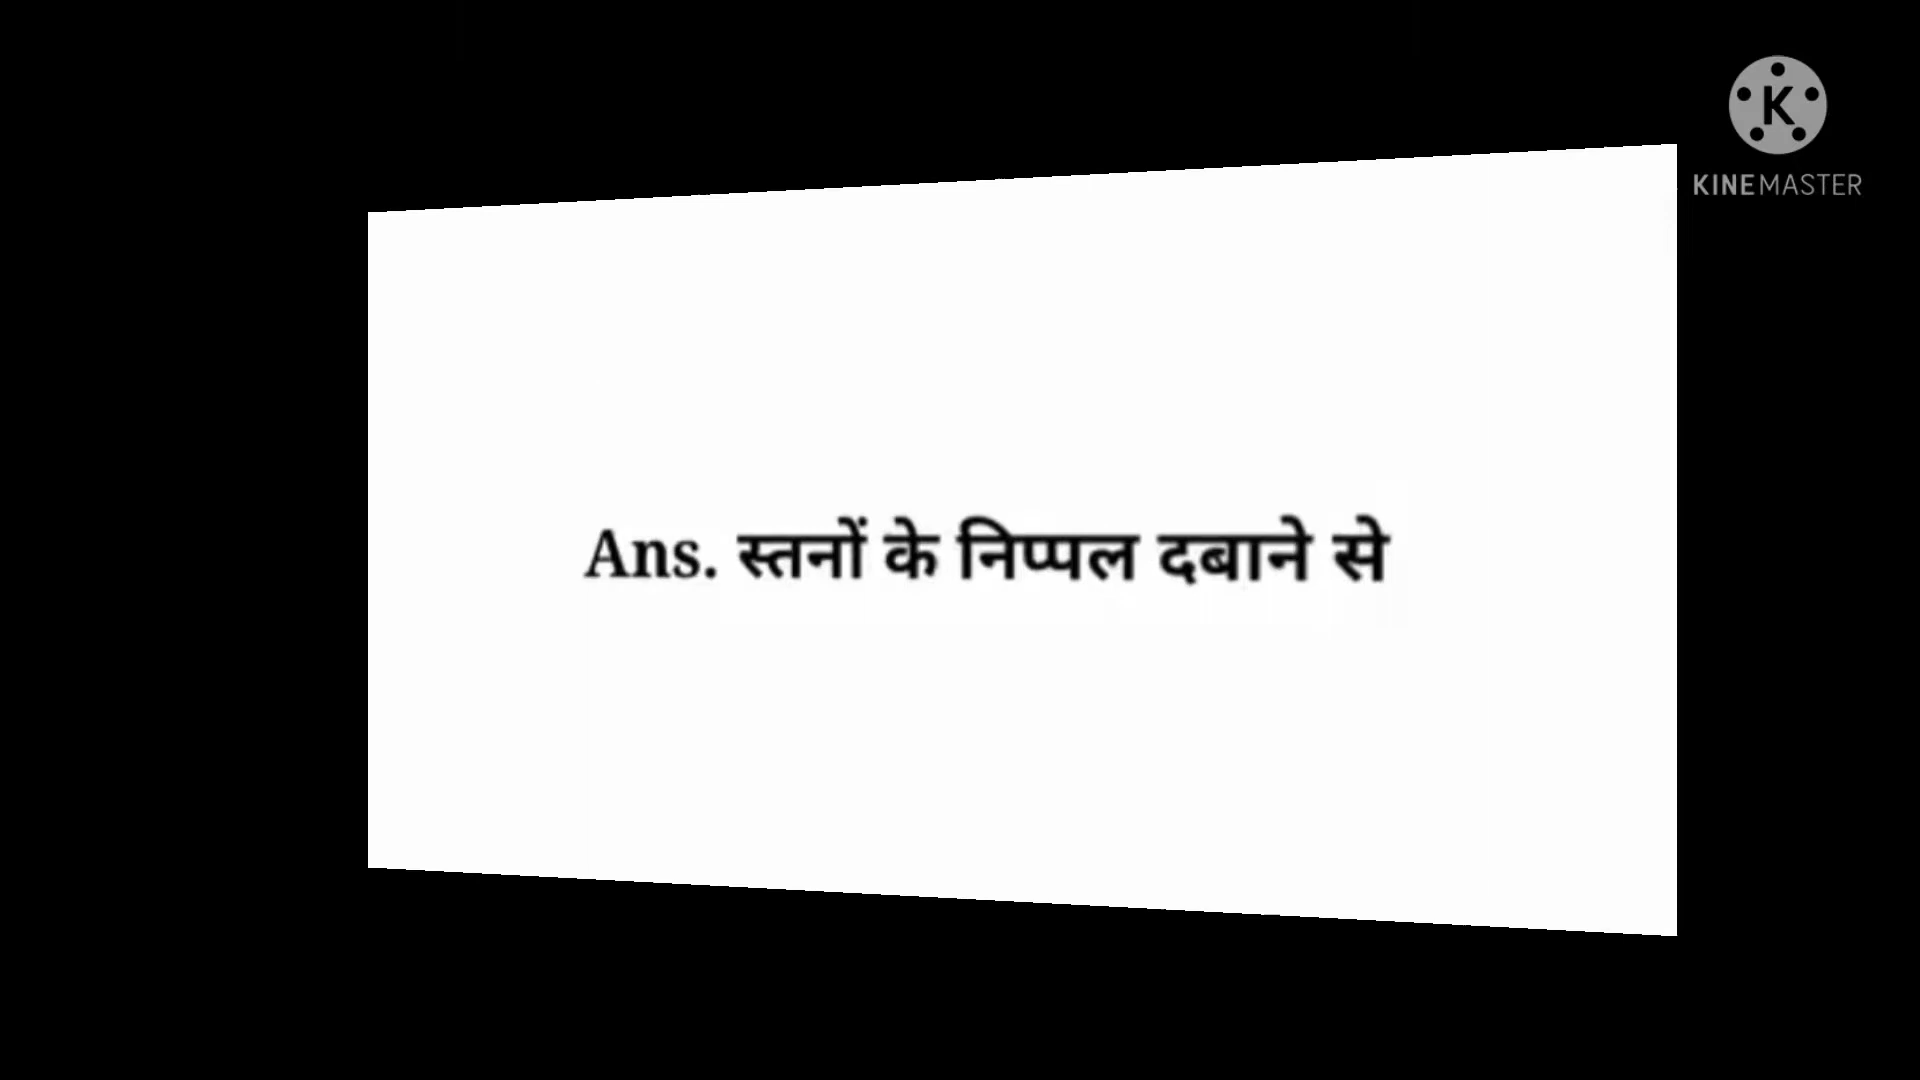 K
KINEMASTER
Ans. स्तनों के निप्पल दबाने से